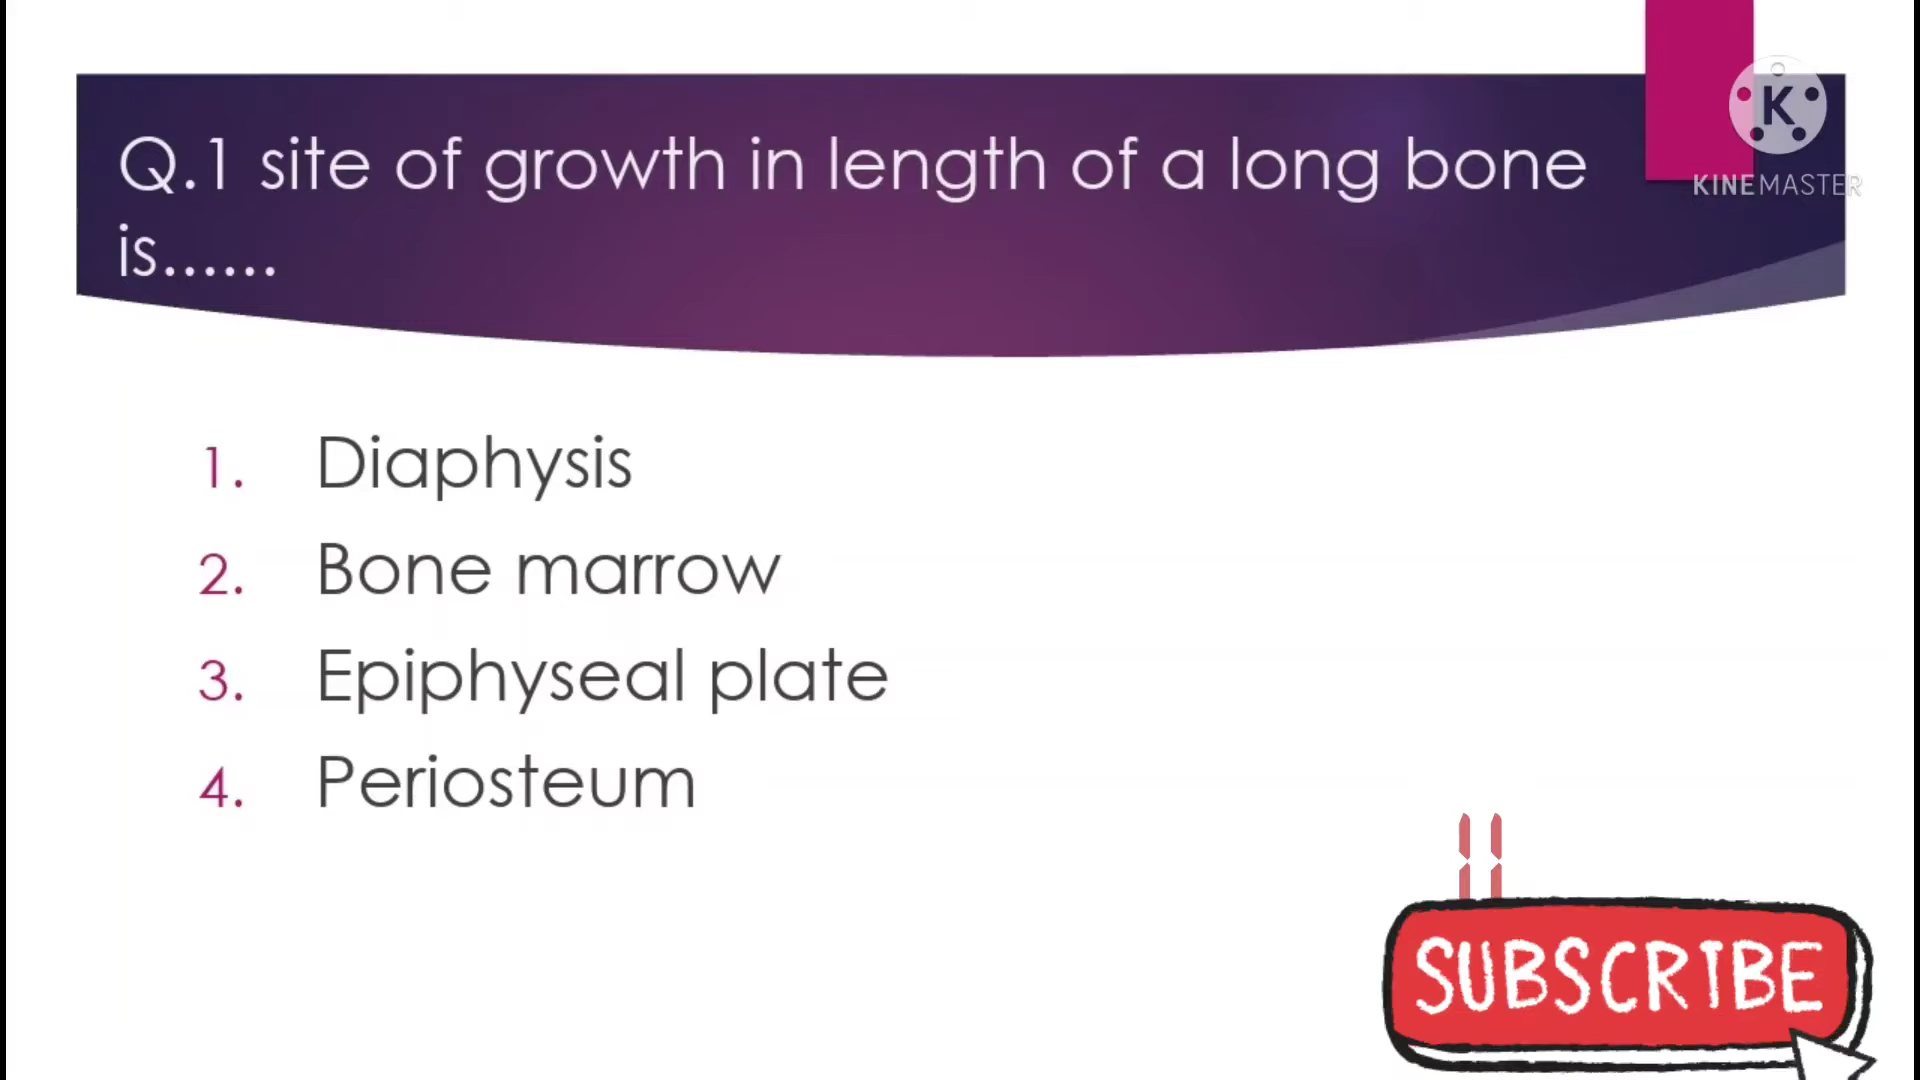 Q.1 site of growth in length of a long bone
is......
K
KINEMASTER
1. Diaphysis
2. Bone marrow
3. Epiphyseal plate
4. Periosteum
11
SUBSCRIBE